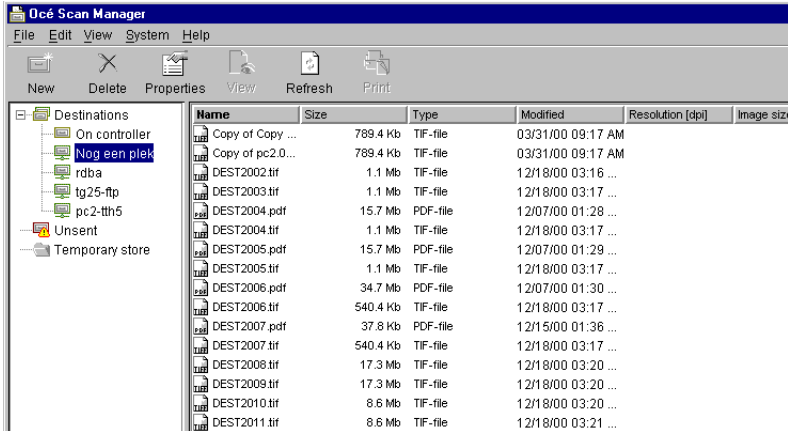 Océ Scan Manager
File Edit View System Help
New Delete Properties View Refresh Print
Destinations
On controller
Nog een plek
rdba
tg25-ftp
pc2-tth5
Unsent
Temporary store
Name Size Type Modified Resolution [dpi] Image size
Copy of Copy ... 789.4 Kb TIF-file 03/31/00 09:17 AM
Copy of pc2.0... 789.4 Kb TIF-file 03/31/00 09:17 AM
DEST2002.tif 1.1 Mb TIF-file 12/18/00 03:16 ...
DEST2003.tif 1.1 Mb TIF-file 12/18/00 03:17 ...
DEST2004.pdf 15.7 Mb PDF-file 12/07/00 01:28 ...
DEST2004.tif 1.1 Mb TIF-file 12/18/00 03:17 ...
DEST2005.pdf 15.7 Mb PDF-file 12/07/00 01:29 ...
DEST2005.tif 1.1 Mb TIF-file 12/18/00 03:17 ...
DEST2006.pdf 34.7 Mb PDF-file 12/07/00 01:30 ...
DEST2006.tif 540.4 Kb TIF-file 12/18/00 03:17 ...
DEST2007.pdf 37.8 Kb PDF-file 12/15/00 01:36 ...
DEST2007.tif 540.4 Kb TIF-file 12/18/00 03:17 ...
DEST2008.tif 17.3 Mb TIF-file 12/18/00 03:20 ...
DEST2009.tif 17.3 Mb TIF-file 12/18/00 03:20 ...
DEST2010.tif 8.6 Mb TIF-file 12/18/00 03:20 ...
DEST2011.tif 8.6 Mb TIF-file 12/18/00 03:21 ...